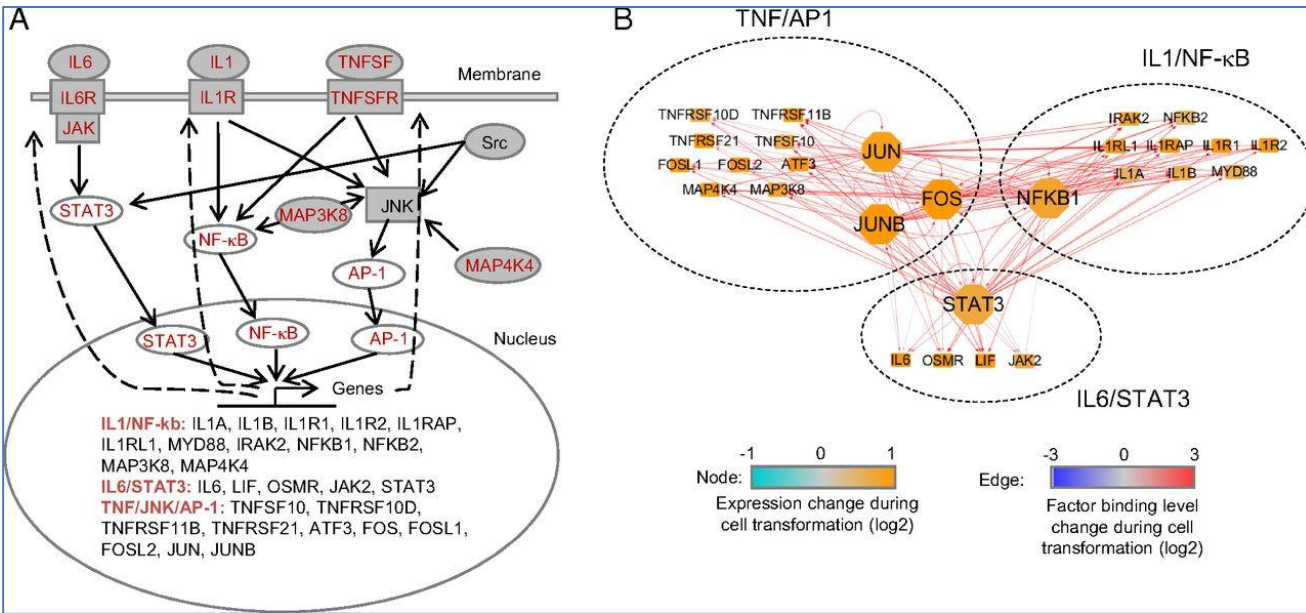 A
IL6
IL1
TNFSF
Membrane
IL6R
IL1R
TNFSFR
JAK
Src
STAT3
MAP3K8
JNK
NF-κB
AP-1
MAP4K4
STAT3
NF-κB
AP-1
Nucleus
Genes
IL1/NF-kb: IL1A, IL1B, IL1R1, IL1R2, IL1RAP,
IL1RL1, MYD88, IRAK2, NFKB1, NFKB2,
MAP3K8, MAP4K4
IL6/STAT3: IL6, LIF, OSMR, JAK2, STAT3
TNF/JNK/AP-1: TNFSF10, TNFRSF10D,
TNFRSF11B, TNFRSF21, ATF3, FOS, FOSL1,
FOSL2, JUN, JUNB
B
TNF/AP1
IL1/NF-κB
TNFRSF10D
TNFRSF11B
IRAK2
NFKB2
TNFRSF21
TNFSF10
JUN
IL1RL1
IL1RAP
IL1R1
IL1R2
FOSL1
FOSL2
ATF3
IL1A
IL1B
MYD88
MAP4K4
MAP3K8
FOS
NFKB1
JUNB
STAT3
IL6
OSMR
LIF
JAK2
IL6/STAT3
-1 0 1
Node:
Expression change during
cell transformation (log2)
-3 0 3
Edge:
Factor binding level
change during cell
transformation (log2)